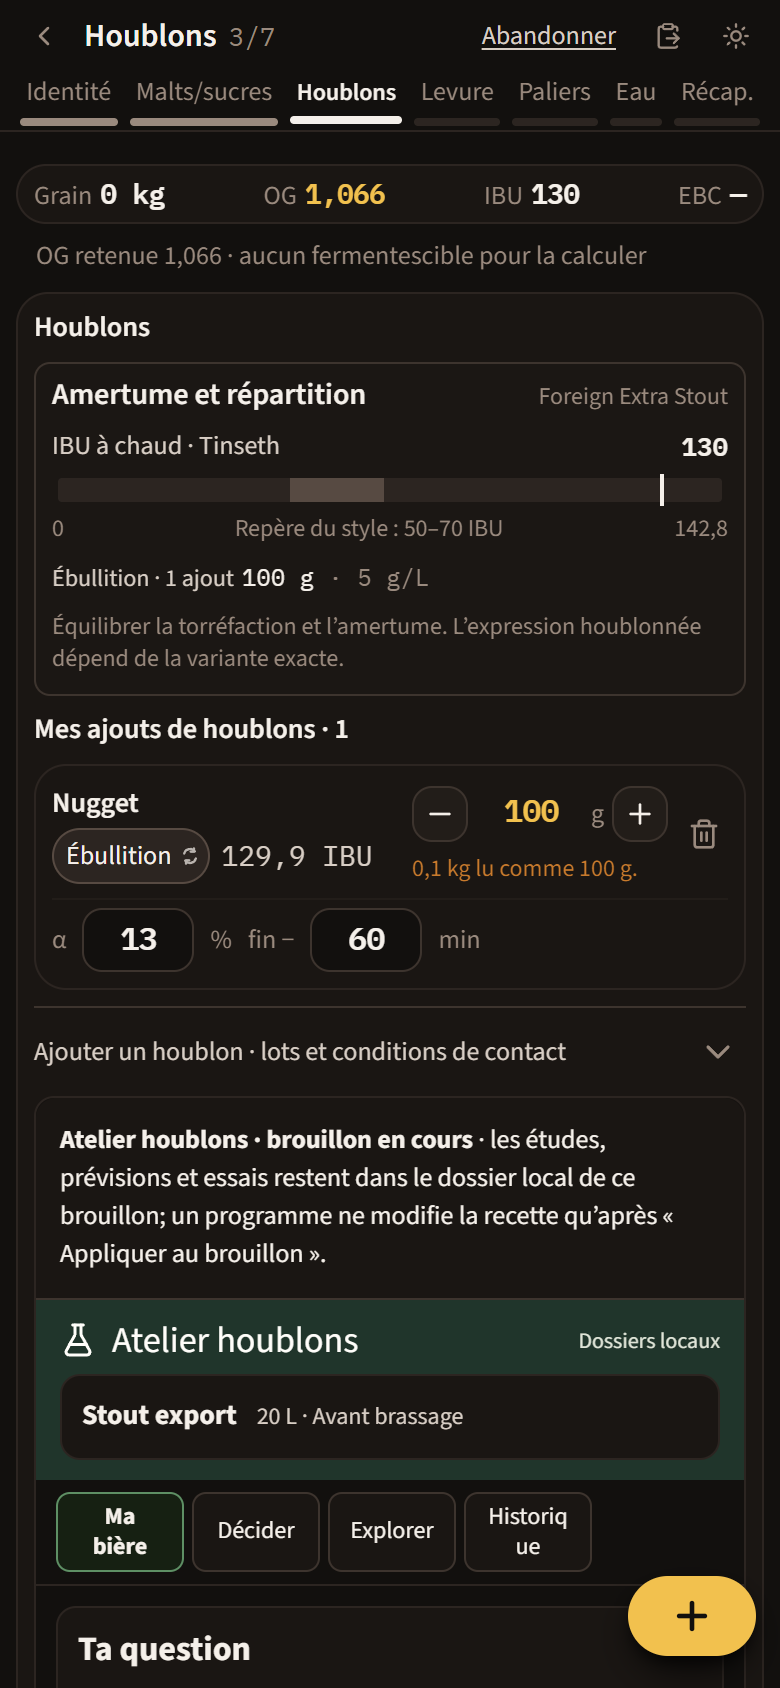 Houblons 3/7 Abandonner
Identité Malts/sucres Houblons Levure Paliers Eau Récap.
Grain 0 kg OG 1,066 IBU 130 EBC –
OG retenue 1,066 · aucun fermentescible pour la calculer
Houblons
Amertume et répartition Foreign Extra Stout
IBU à chaud · Tinseth 130
0 Repère du style : 50–70 IBU 142,8
Ébullition · 1 ajout 100 g · 5 g/L
Équilibrer la torréfaction et l’amertume. L’expression houblonnée
dépend de la variante exacte.
Mes ajouts de houblons · 1
Nugget − 100 g +
Ébullition 129,9 IBU
0,1 kg lu comme 100 g.
α 13 % fin − 60 min
Ajouter un houblon · lots et conditions de contact
Atelier houblons · brouillon en cours · les études,
prévisions et essais restent dans le dossier local de ce
brouillon; un programme ne modifie la recette qu’après «
Appliquer au brouillon ».
Atelier houblons Dossiers locaux
Stout export 20 L · Avant brassage
Ma
bière
Décider
Explorer
Historiq
ue
+
Ta question